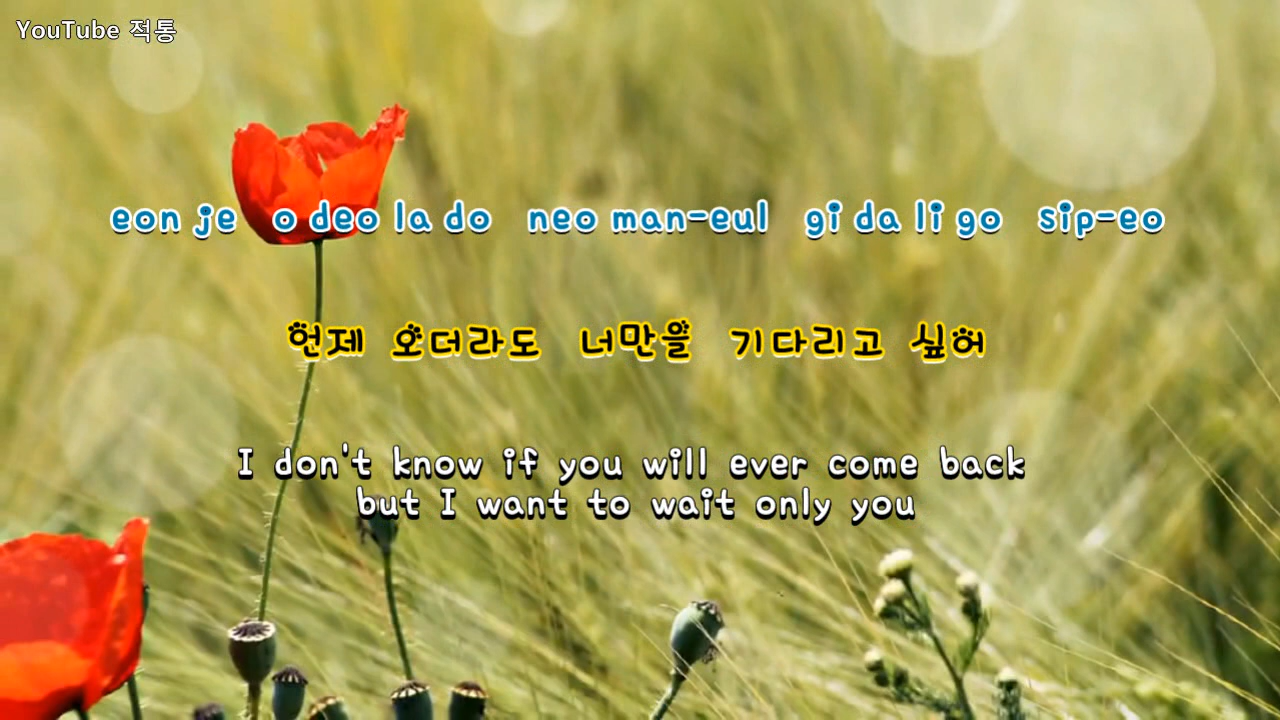 YouTube 적통
eon je o deo la do neo man-eul gi da li go sip-eo
언제 오더라도 너만을 기다리고 싶어
I don't know if you will ever come back
but I want to wait only you